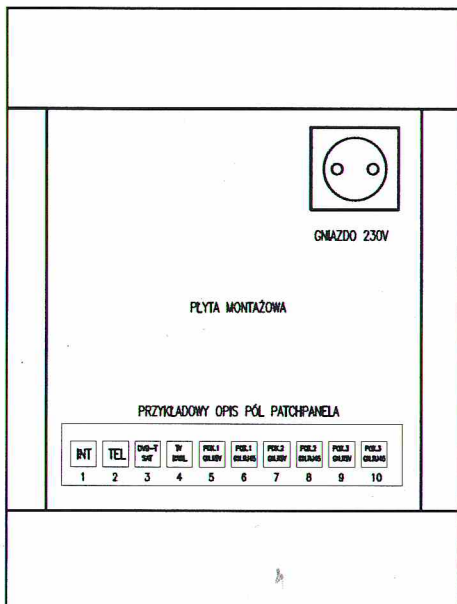 GNIAZDO 230V
PŁYTA MONTAŻOWA
PRZYKŁADOWY OPIS PÓL PATCHPANELA
INT TEL DVB-T POK.1 POK.1 POK.2 POK.2 POK.3 POK.3
SAT
1 2 3 4 5 6 7 8 9 10